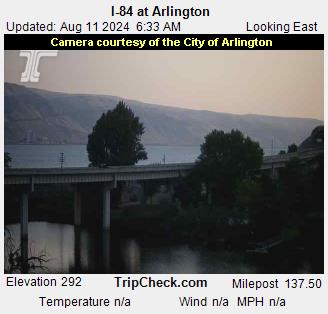 I-84 at Arlington
Updated: Aug 11 2024 6:33 AM Looking East
Camera courtesy of the City of Arlington
Elevation 292 TripCheck.com Milepost 137.50
Temperature n/a Wind n/a MPH n/a